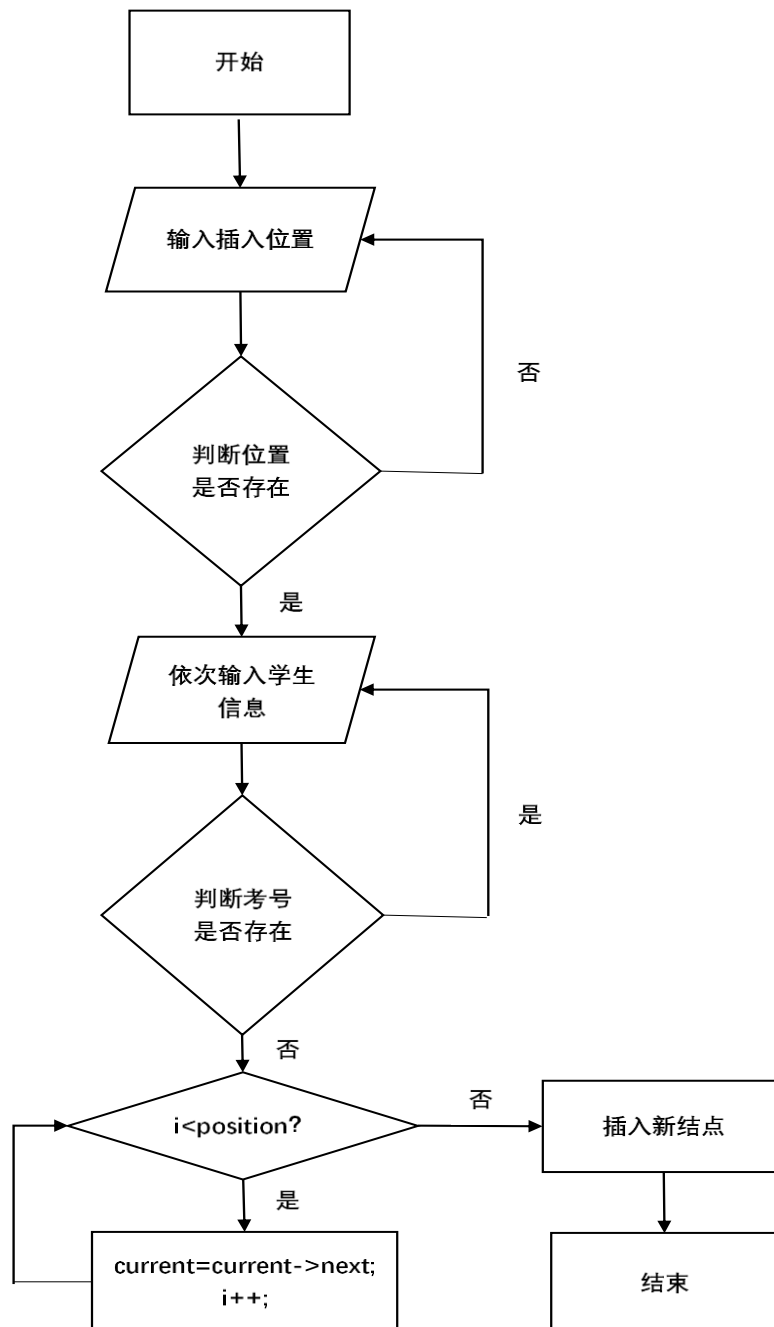 开始
输入插入位置
否
判断位置
是否存在
是
依次输入学生
信息
是
判断考号
是否存在
否
i<position?
否
插入新结点
是
current=current->next;
i++;
结束